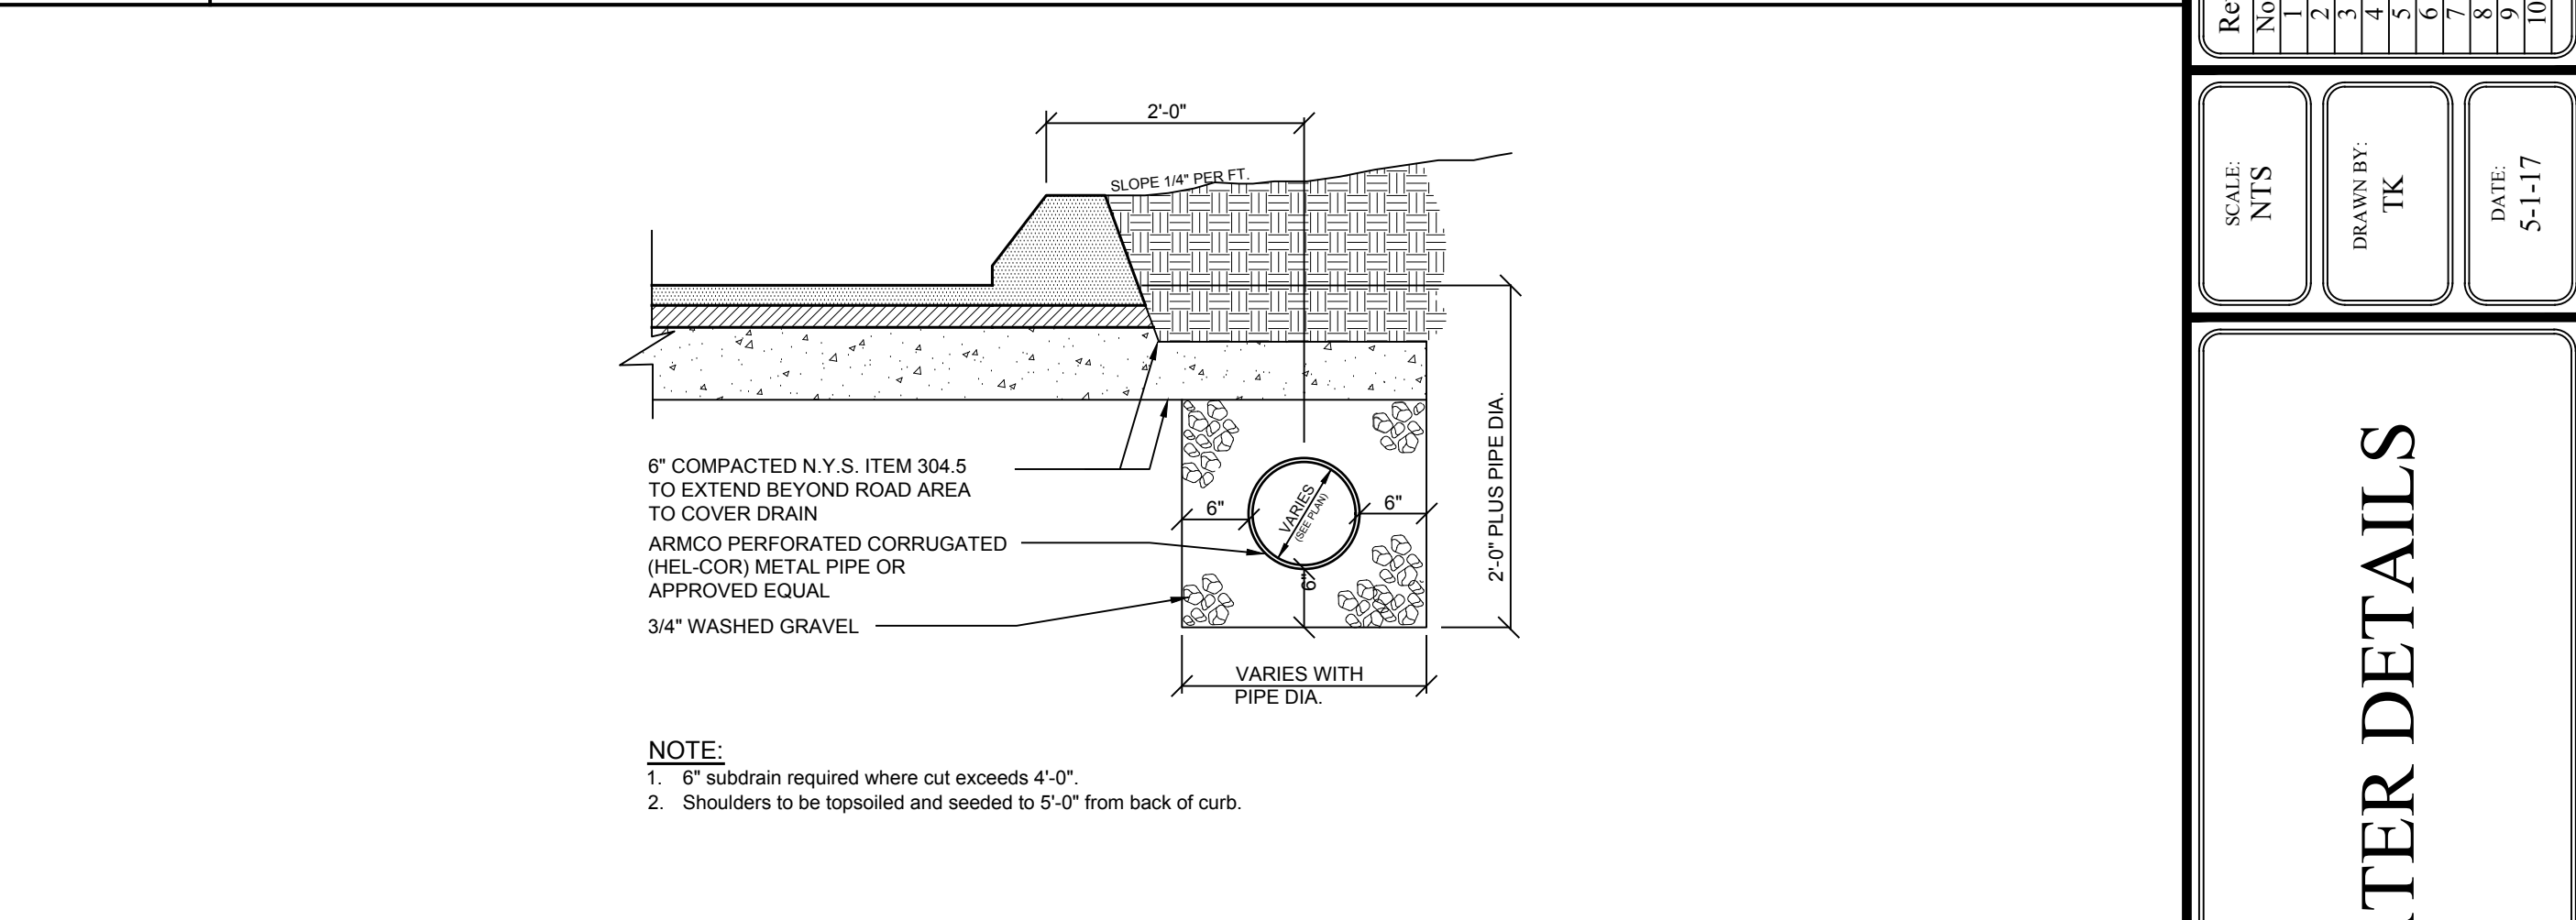 2'-0"
SLOPE 1/4" PER FT.
6" COMPACTED N.Y.S. ITEM 304.5
TO EXTEND BEYOND ROAD AREA
TO COVER DRAIN
ARMCO PERFORATED CORRUGATED
(HEL-COR) METAL PIPE OR
APPROVED EQUAL
3/4" WASHED GRAVEL
6"
VARIES
(SEE PLAN)
6"
6"
2'-0" PLUS PIPE DIA.
VARIES WITH
PIPE DIA.
NOTE:
1. 6" subdrain required where cut exceeds 4'-0".
2. Shoulders to be topsoiled and seeded to 5'-0" from back of curb.
No
1
2
3
4
5
6
7
8
9
10
SCALE:
NTS
DRAWN BY:
TK
DATE:
5-1-17
DETAILS